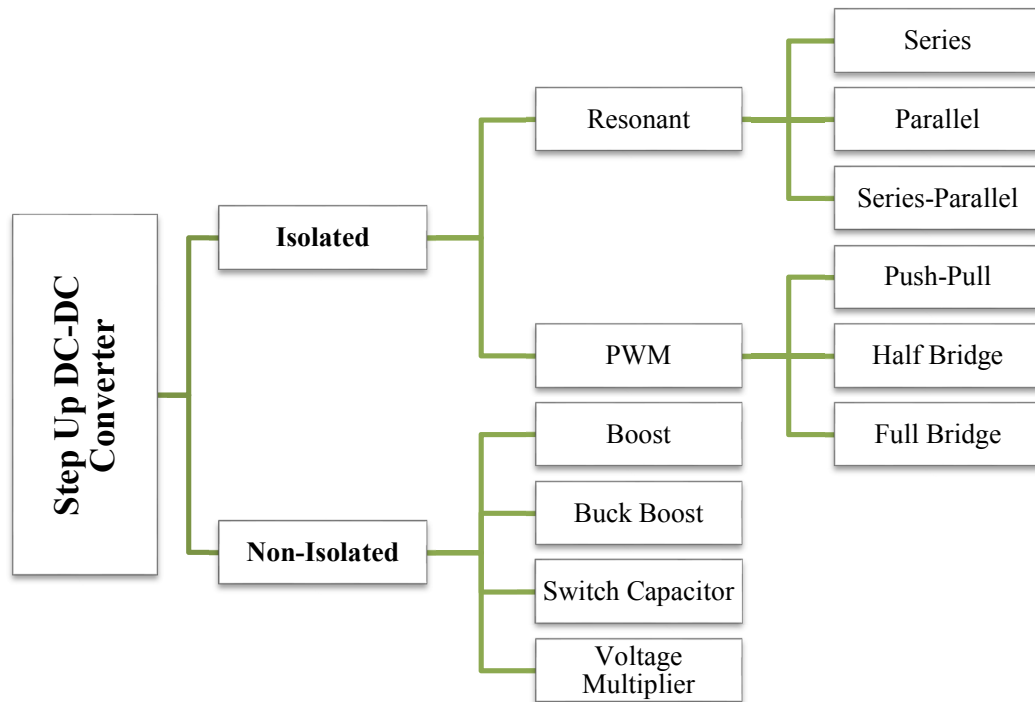 Step Up DC-DC
Converter
Isolated
Non-Isolated
Resonant
PWM
Boost
Buck Boost
Switch Capacitor
Voltage
Multiplier
Series
Parallel
Series-Parallel
Push-Pull
Half Bridge
Full Bridge